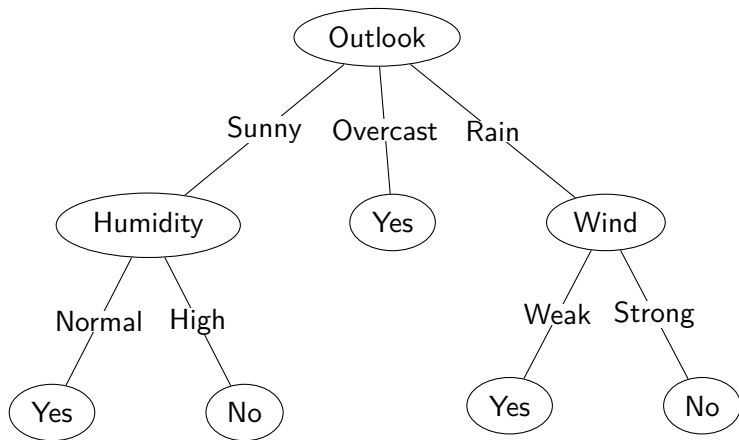 Outlook
Sunny Overcast Rain
Humidity Yes Wind
Normal High Weak Strong
Yes No Yes No